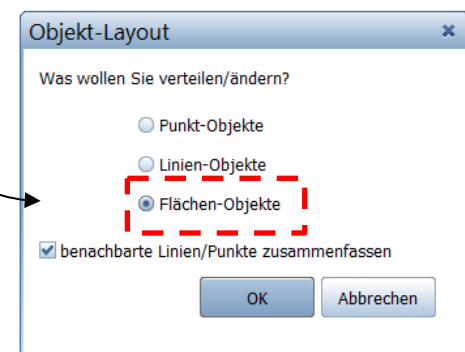 Objekt-Layout
Was wollen Sie verteilen/ändern?
Punkt-Objekte
Linien-Objekte
Flächen-Objekte
benachbarte Linien/Punkte zusammenfassen
OK Abbrechen